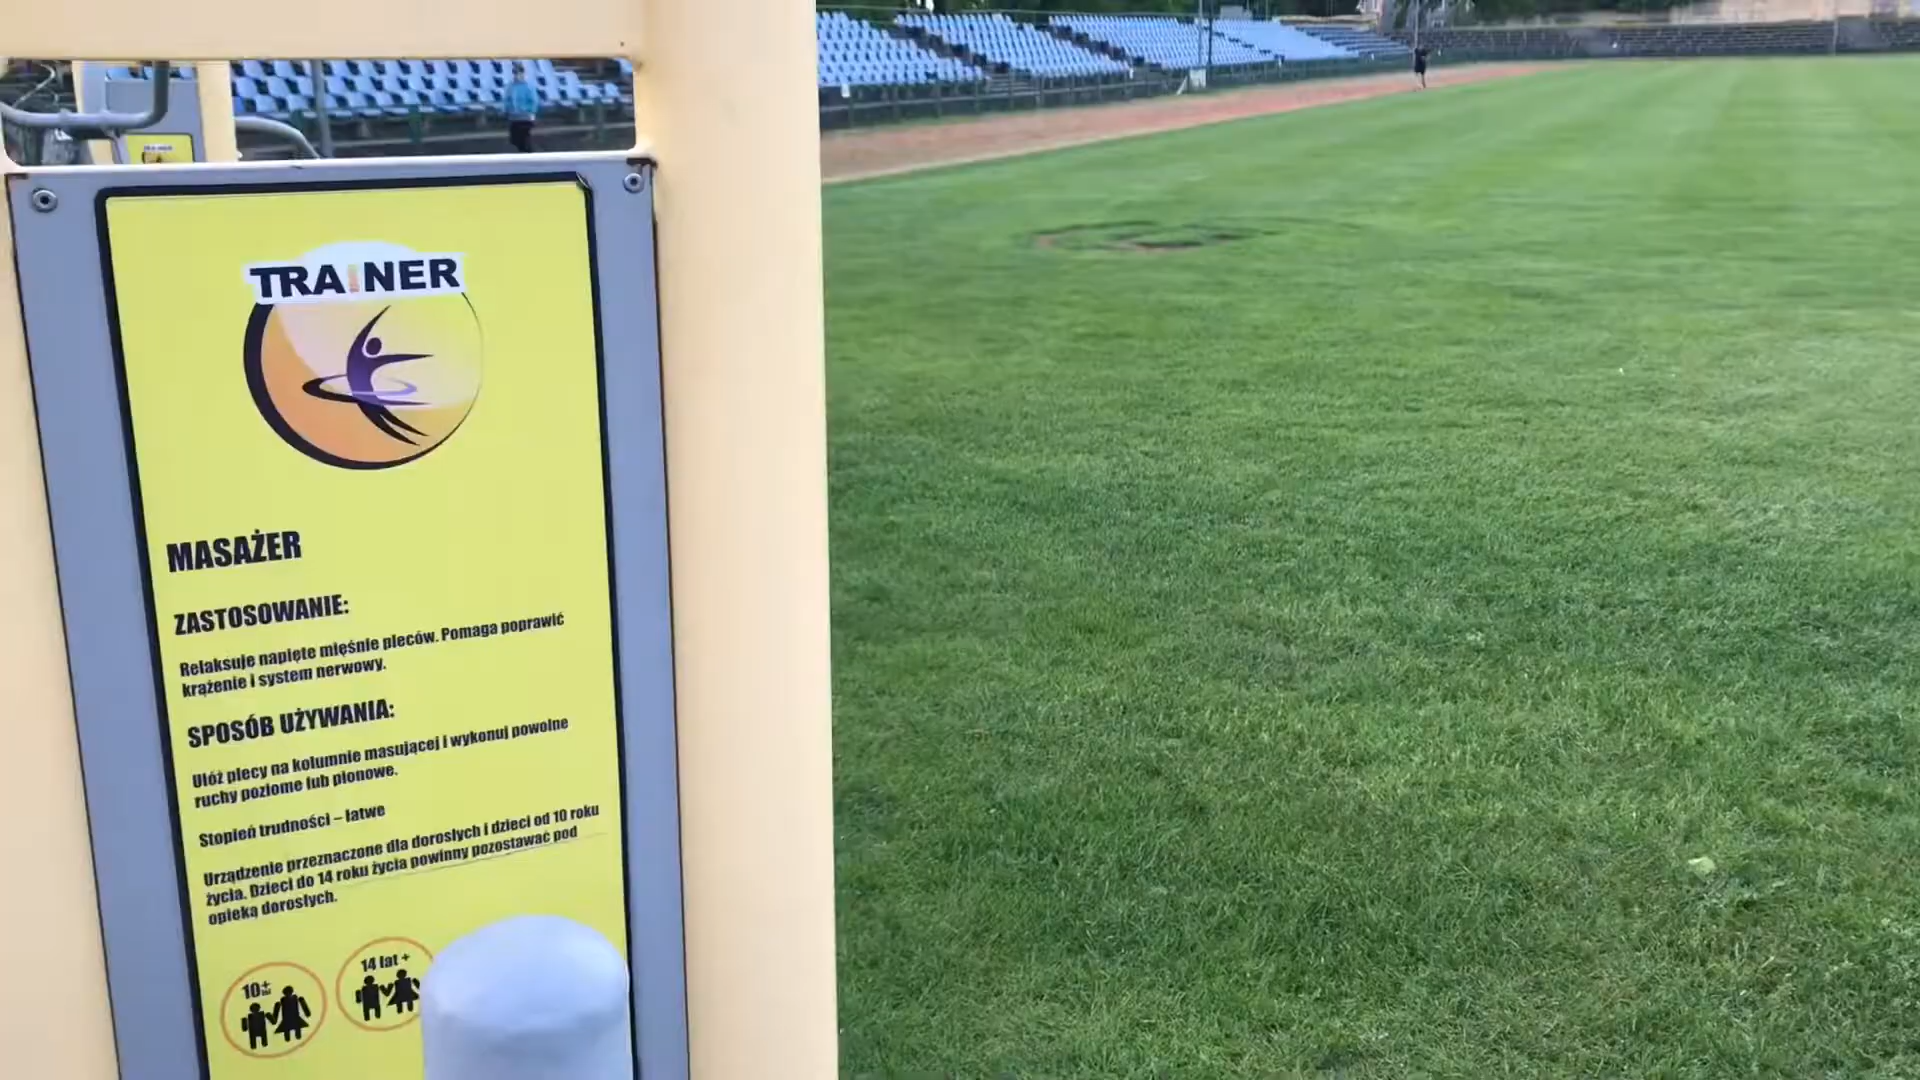 TRAINER
MASAŻER
ZASTOSOWANIE:
Relaksuje napięte mięśnie pleców. Pomaga poprawić
krążenie i system nerwowy.
SPOSÓB UŻYWANIA:
Ułóż plecy na kolumnie masującej i wykonuj powolne
ruchy poziome lub pionowe.
Stopień trudności – łatwe
Urządzenie przeznaczone dla dorosłych i dzieci od 10 roku
życia. Dzieci do 14 roku życia powinny pozostawać pod
opieką dorosłych.
10+
14 lat +